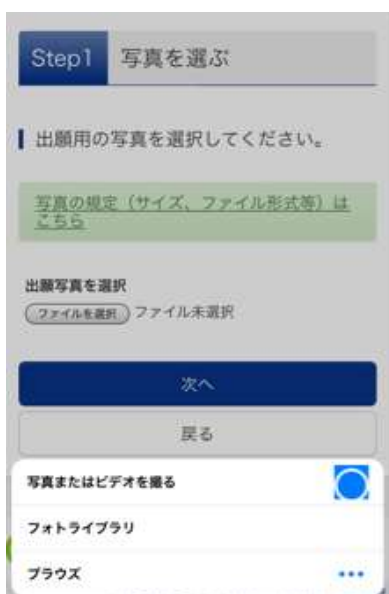 Step1 写真を選ぶ
出願用の写真を選択してください。
写真の規定（サイズ、ファイル形式等）は
こちら
出願写真を選択
ファイルを選択 ファイル未選択
次へ
戻る
写真またはビデオを撮る
フォトライブラリ
ブラウズ